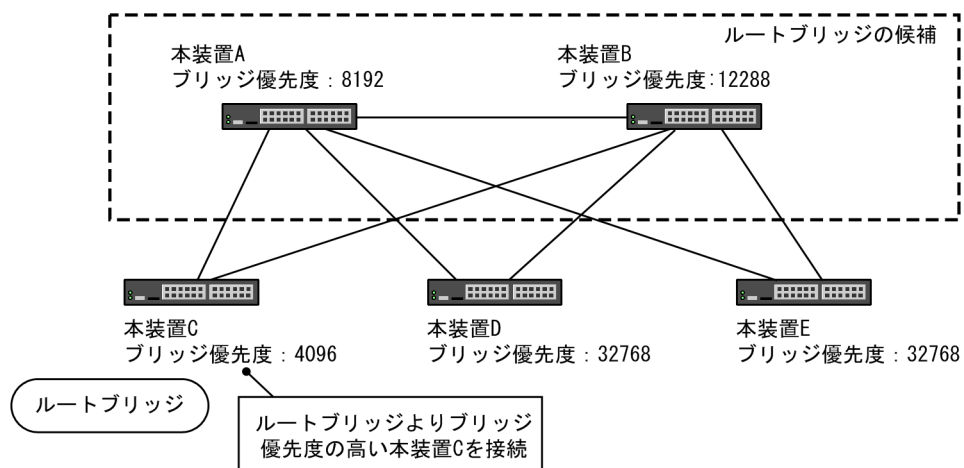 ルートブリッジの候補
本装置A
ブリッジ優先度：8192
本装置B
ブリッジ優先度：12288
本装置C
ブリッジ優先度：4096
本装置D
ブリッジ優先度：32768
本装置E
ブリッジ優先度：32768
ルートブリッジ
ルートブリッジよりブリッジ
優先度の高い本装置Cを接続